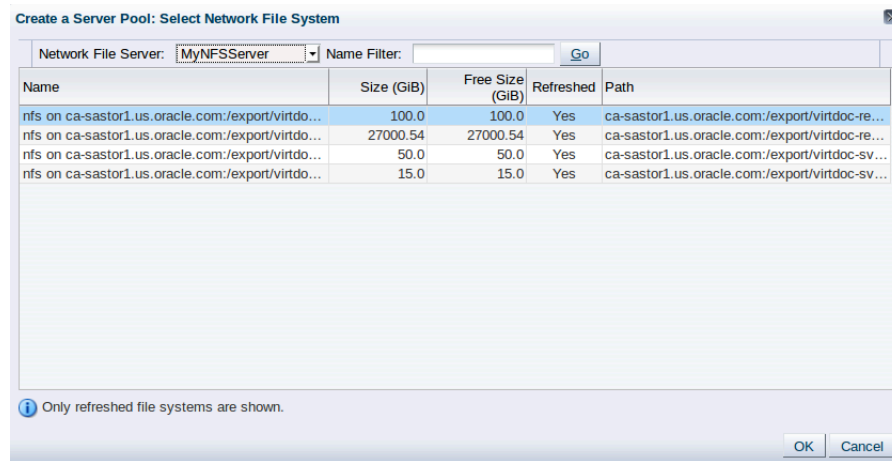 Create a Server Pool: Select Network File System
Network File Server: MyNFSServer Name Filter: Go
Name Size (GiB) Free Size (GiB) Refreshed Path
nfs on ca-sastor1.us.oracle.com:/export/virtdo... 100.0 100.0 Yes ca-sastor1.us.oracle.com:/export/virtdoc-re...
nfs on ca-sastor1.us.oracle.com:/export/virtdo... 27000.54 27000.54 Yes ca-sastor1.us.oracle.com:/export/virtdoc-re...
nfs on ca-sastor1.us.oracle.com:/export/virtdo... 50.0 50.0 Yes ca-sastor1.us.oracle.com:/export/virtdoc-sv...
nfs on ca-sastor1.us.oracle.com:/export/virtdo... 15.0 15.0 Yes ca-sastor1.us.oracle.com:/export/virtdoc-sv...
Only refreshed file systems are shown.
OK Cancel